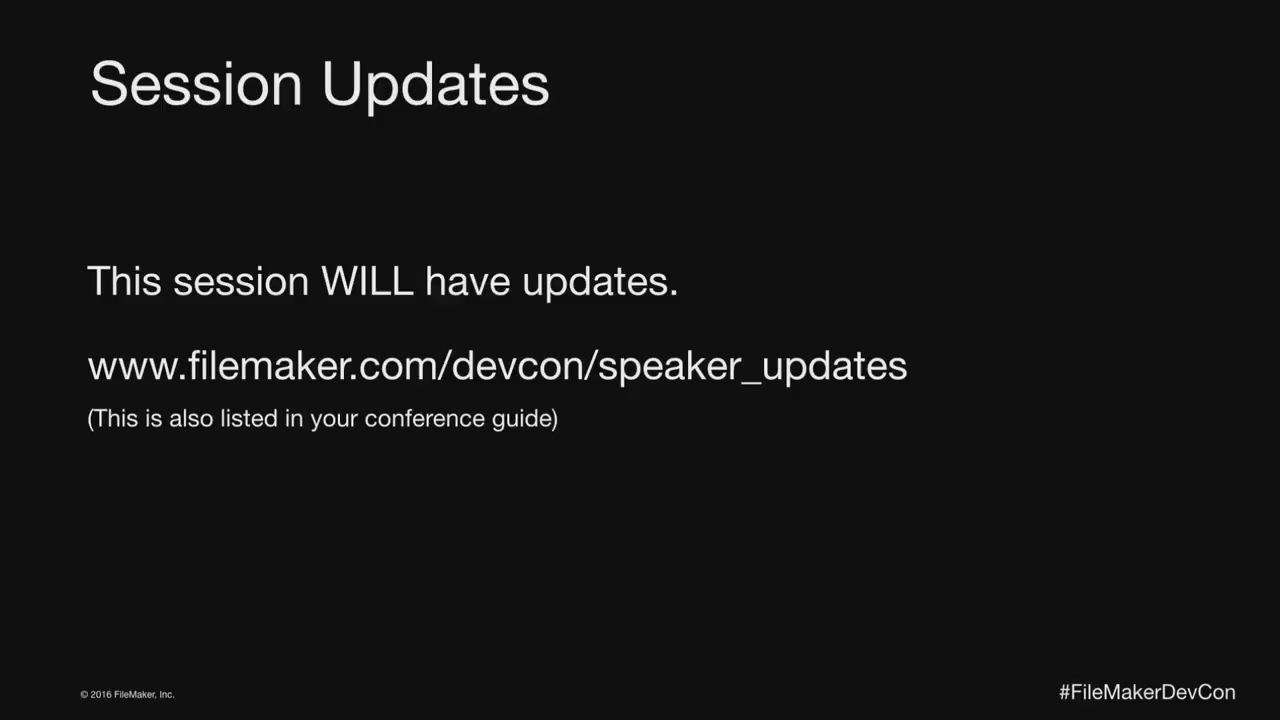 Session Updates
This session WILL have updates.
www.filemaker.com/devcon/speaker_updates
(This is also listed in your conference guide)
© 2016 FileMaker, Inc.
#FileMakerDevCon